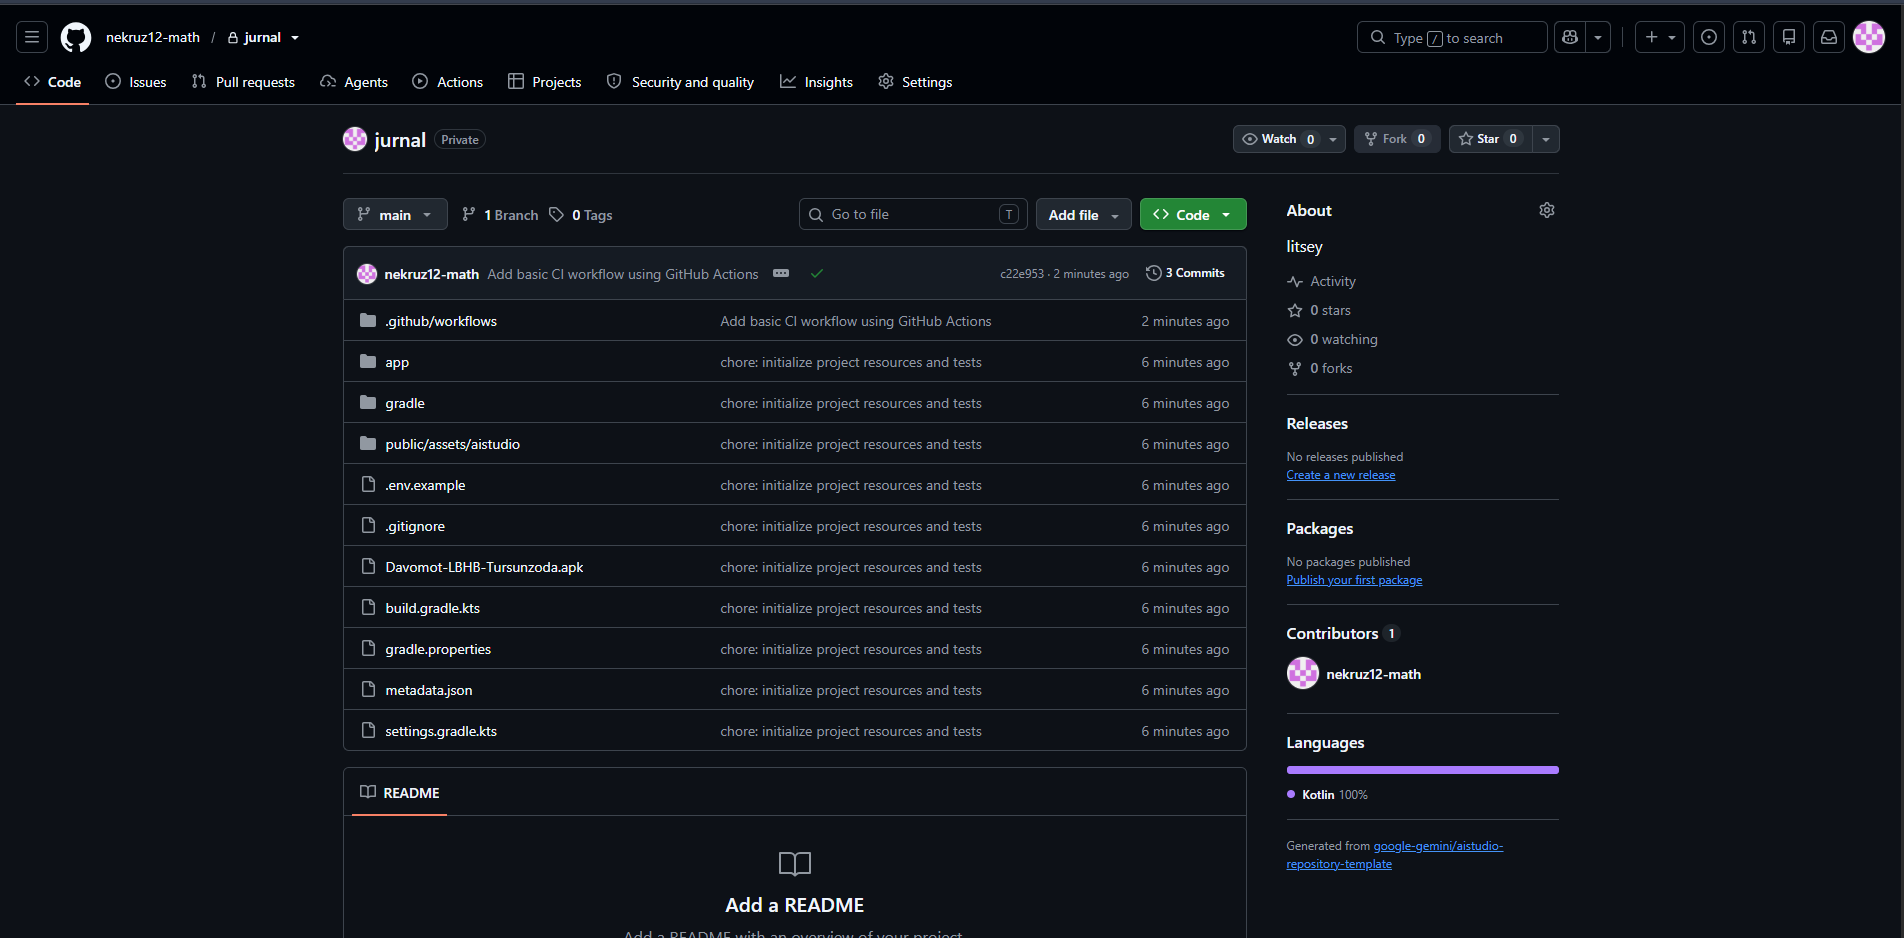 nekruz12-math / jurnal
Type / to search
Code Issues Pull requests Agents Actions Projects Security and quality Insights Settings
jurnal Private
Watch 0 Fork 0 Star 0
main 1 Branch 0 Tags Go to file T Add file Code
nekruz12-math Add basic CI workflow using GitHub Actions c22e953 · 2 minutes ago 3 Commits
.github/workflows Add basic CI workflow using GitHub Actions 2 minutes ago
app chore: initialize project resources and tests 6 minutes ago
gradle chore: initialize project resources and tests 6 minutes ago
public/assets/aistudio chore: initialize project resources and tests 6 minutes ago
.env.example chore: initialize project resources and tests 6 minutes ago
.gitignore chore: initialize project resources and tests 6 minutes ago
Davomot-LBHB-Tursunzoda.apk chore: initialize project resources and tests 6 minutes ago
build.gradle.kts chore: initialize project resources and tests 6 minutes ago
gradle.properties chore: initialize project resources and tests 6 minutes ago
metadata.json chore: initialize project resources and tests 6 minutes ago
settings.gradle.kts chore: initialize project resources and tests 6 minutes ago
README
Add a README
Add a README with an overview of your project.
About
litsey
Activity
0 stars
0 watching
0 forks
Releases
No releases published
Create a new release
Packages
No packages published
Publish your first package
Contributors 1
nekruz12-math
Languages
Kotlin 100%
Generated from google-gemini/aistudio-
repository-template